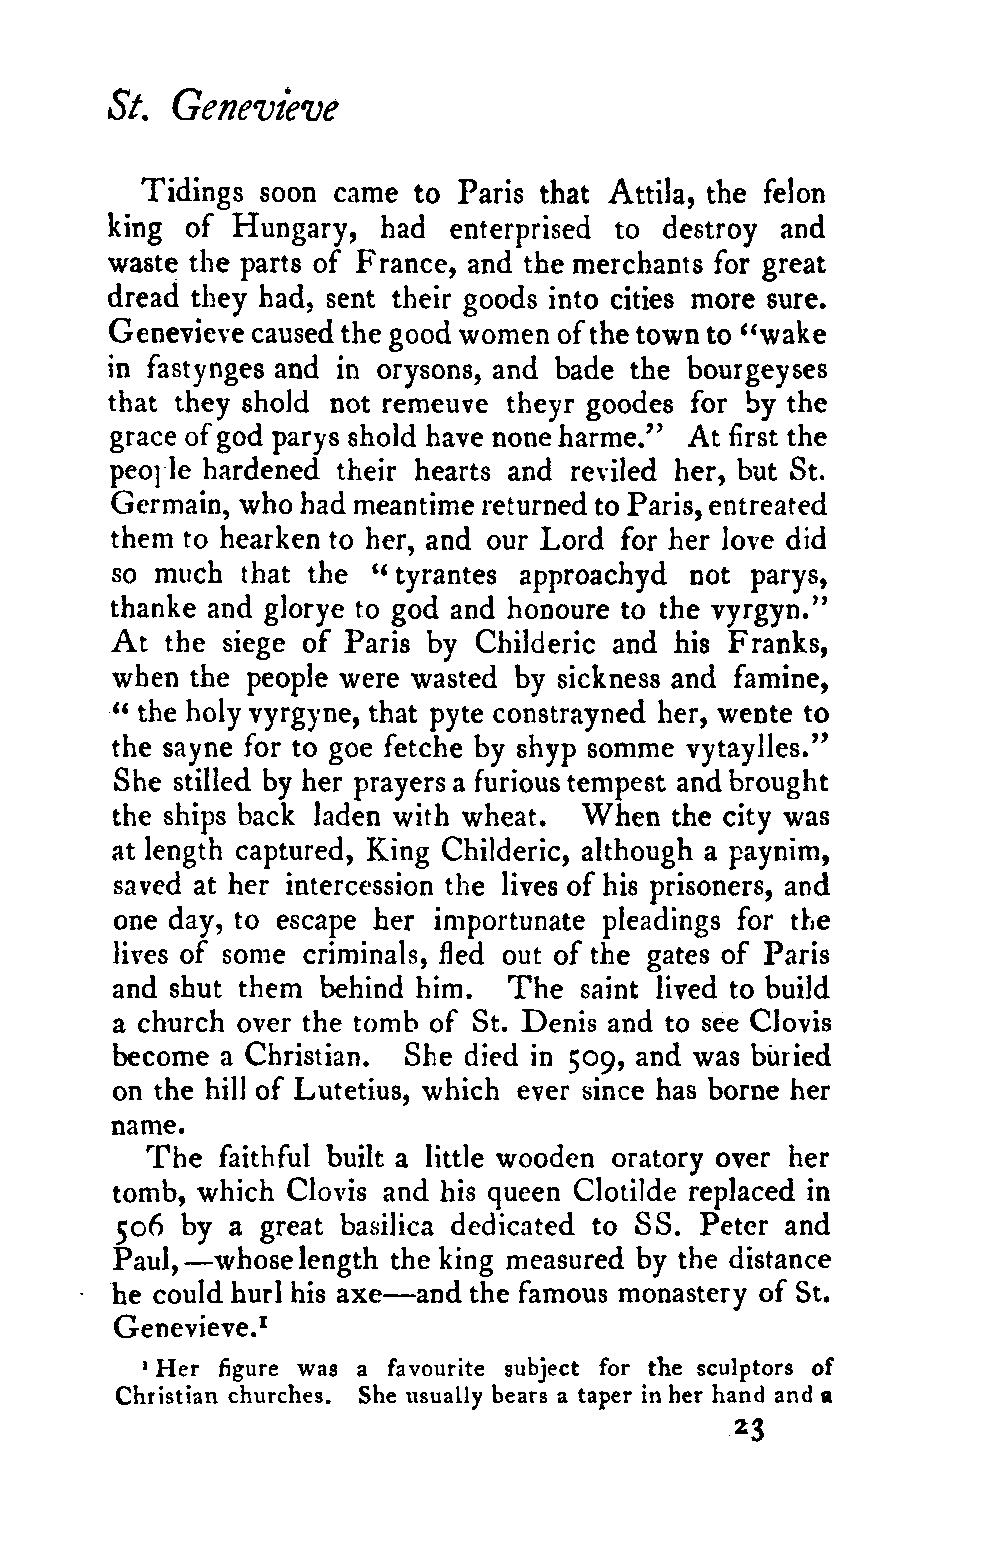 St. Genevieve
Tidings soon came to Paris that Attila, the felon
king of Hungary, had enterprised to destroy and
waste the parts of France, and the merchants for great
dread they had, sent their goods into cities more sure.
Genevieve caused the good women of the town to “wake
in fastynges and in orysons, and bade the bourgeyses
that they shold not remeuve theyr goodes for by the
grace of god parys shold have none harme.” At first the
people hardened their hearts and reviled her, but St.
Germain, who had meantime returned to Paris, entreated
them to hearken to her, and our Lord for her love did
so much that the “ tyrantes approachyd not parys,
thanke and glorye to god and honoure to the vyrgyn.”
At the siege of Paris by Childeric and his Franks,
when the people were wasted by sickness and famine,
“ the holy vyrgyne, that pyte constrayned her, wente to
the sayne for to goe fetche by shyp somme vytaylles.”
She stilled by her prayers a furious tempest and brought
the ships back laden with wheat. When the city was
at length captured, King Childeric, although a paynim,
saved at her intercession the lives of his prisoners, and
one day, to escape her importunate pleadings for the
lives of some criminals, fled out of the gates of Paris
and shut them behind him. The saint lived to build
a church over the tomb of St. Denis and to see Clovis
become a Christian. She died in 509, and was buried
on the hill of Lutetius, which ever since has borne her
name.
The faithful built a little wooden oratory over her
tomb, which Clovis and his queen Clotilde replaced in
506 by a great basilica dedicated to SS. Peter and
Paul,—whose length the king measured by the distance
he could hurl his axe—and the famous monastery of St.
Genevieve.¹
¹ Her figure was a favourite subject for the sculptors of
Christian churches. She usually bears a taper in her hand and a
23